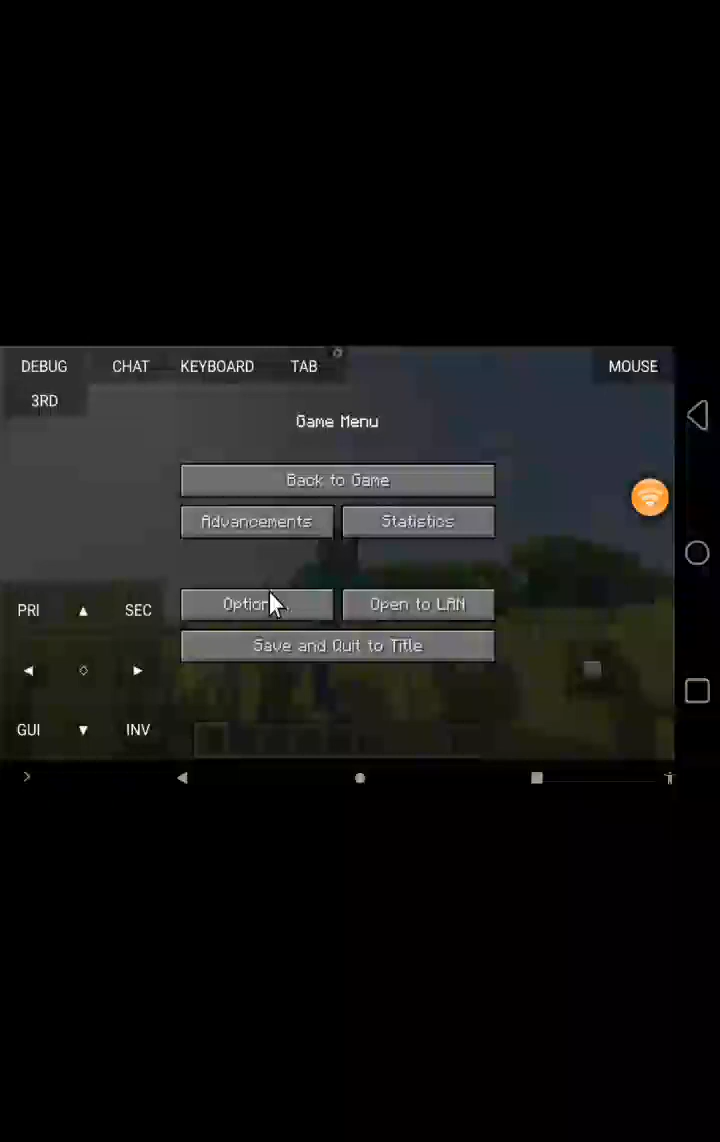 DEBUG CHAT KEYBOARD TAB MOUSE
3RD
Game Menu
Back to Game
Advancements Statistics
PRI ▲ SEC Open to LAN
Save and Quit to Title
◄ ◇ ►
GUI ▼ INV